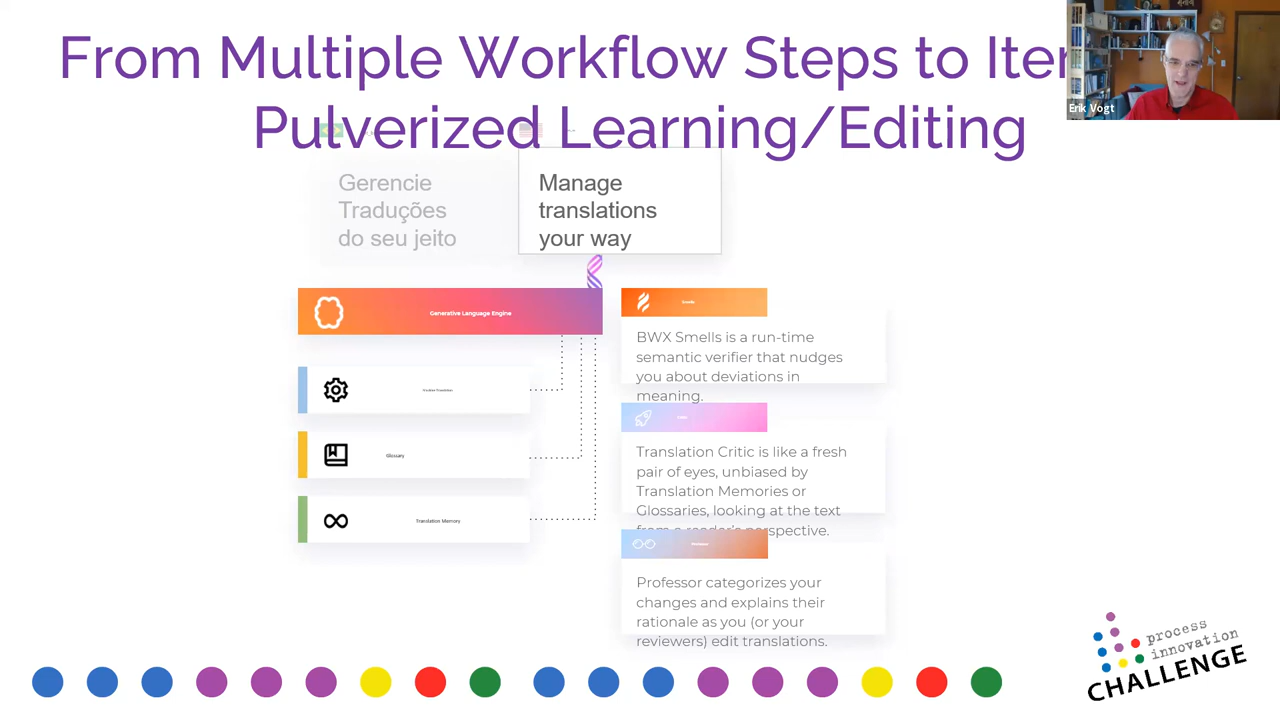 From Multiple Workflow Steps to Iter
Pulverized Learning/Editing
Erik Vogt
Gerencie
Traduções
do seu jeito
Manage
translations
your way
Generative Language Engine
Glossary
Translation Memory
BWX Smells is a run-time
semantic verifier that nudges
you about deviations in
meaning.
Translation Critic is like a fresh
pair of eyes, unbiased by
Translation Memories or
Glossaries, looking at the text
from a reader's perspective.
Professor categorizes your
changes and explains their
rationale as you (or your
reviewers) edit translations.
process
innovation
CHALLENGE